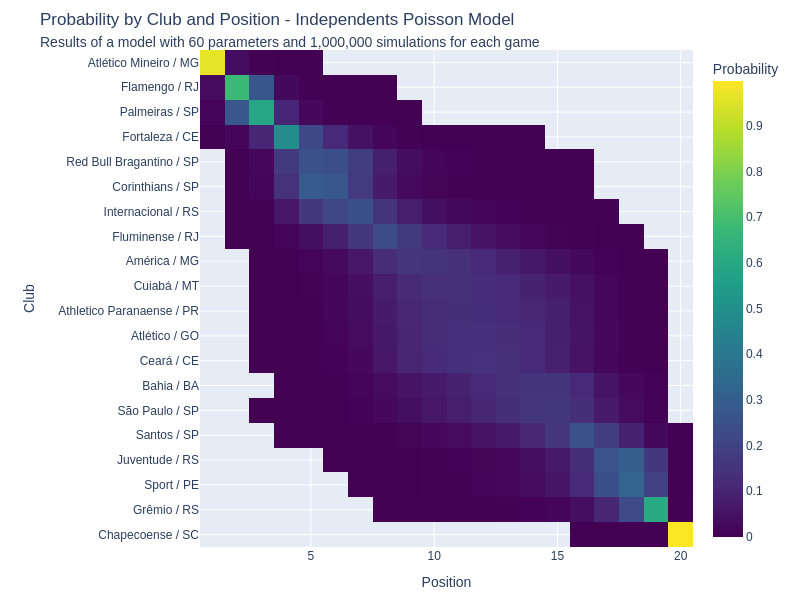 Probability by Club and Position - Independents Poisson Model
Results of a model with 60 parameters and 1,000,000 simulations for each game
Probability
Atlético Mineiro / MG
Flamengo / RJ
Palmeiras / SP
Fortaleza / CE
Red Bull Bragantino / SP
Corinthians / SP
Internacional / RS
Fluminense / RJ
América / MG
Cuiabá / MT
Athletico Paranaense / PR
Atlético / GO
Ceará / CE
Bahia / BA
São Paulo / SP
Santos / SP
Juventude / RS
Sport / PE
Grêmio / RS
Chapecoense / SC
Club
5
10
15
20
Position
0.9
0.8
0.7
0.6
0.5
0.4
0.3
0.2
0.1
0